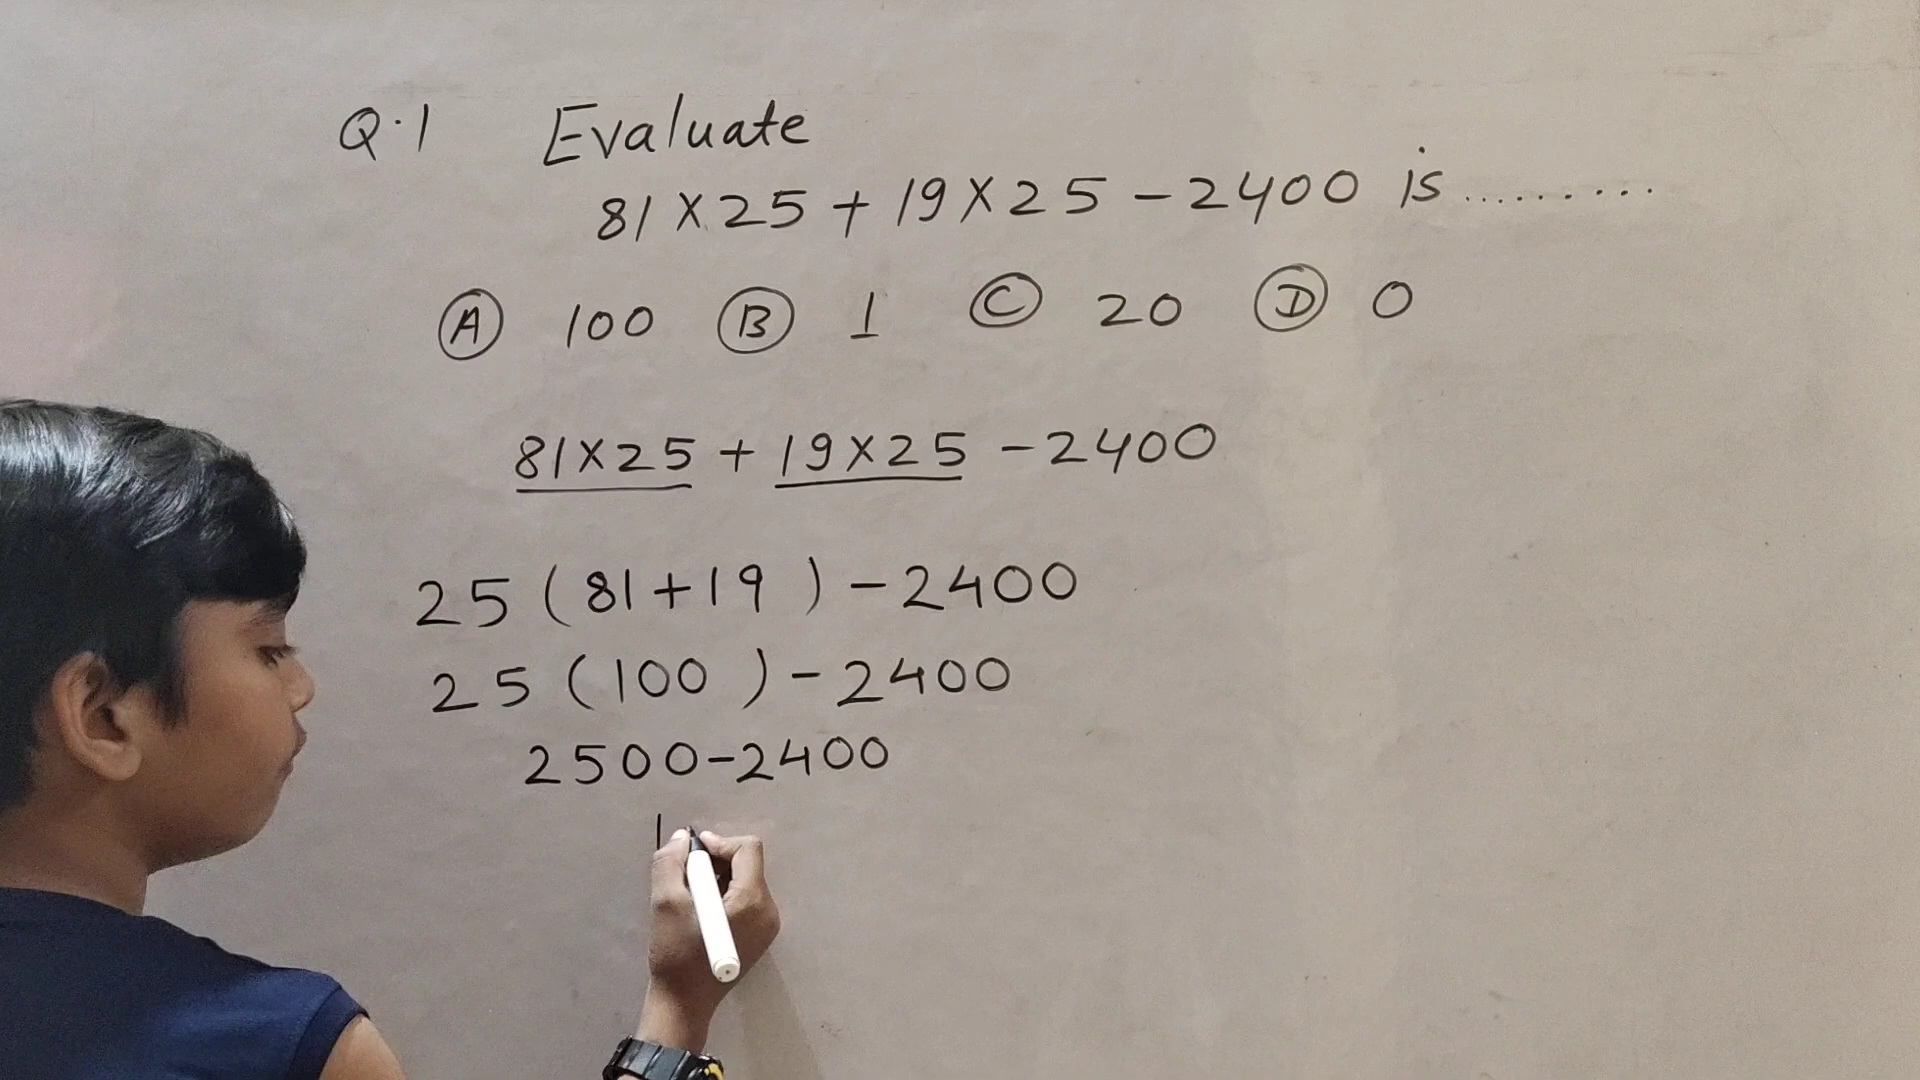 Q.1 Evaluate
81 X 25 + 19 X 25 - 2400 is .........
A 100 B 1 C 20 D 0
81X25 + 19X25 - 2400
25 ( 81+19 ) - 2400
25 ( 100 ) - 2400
2500-2400
1